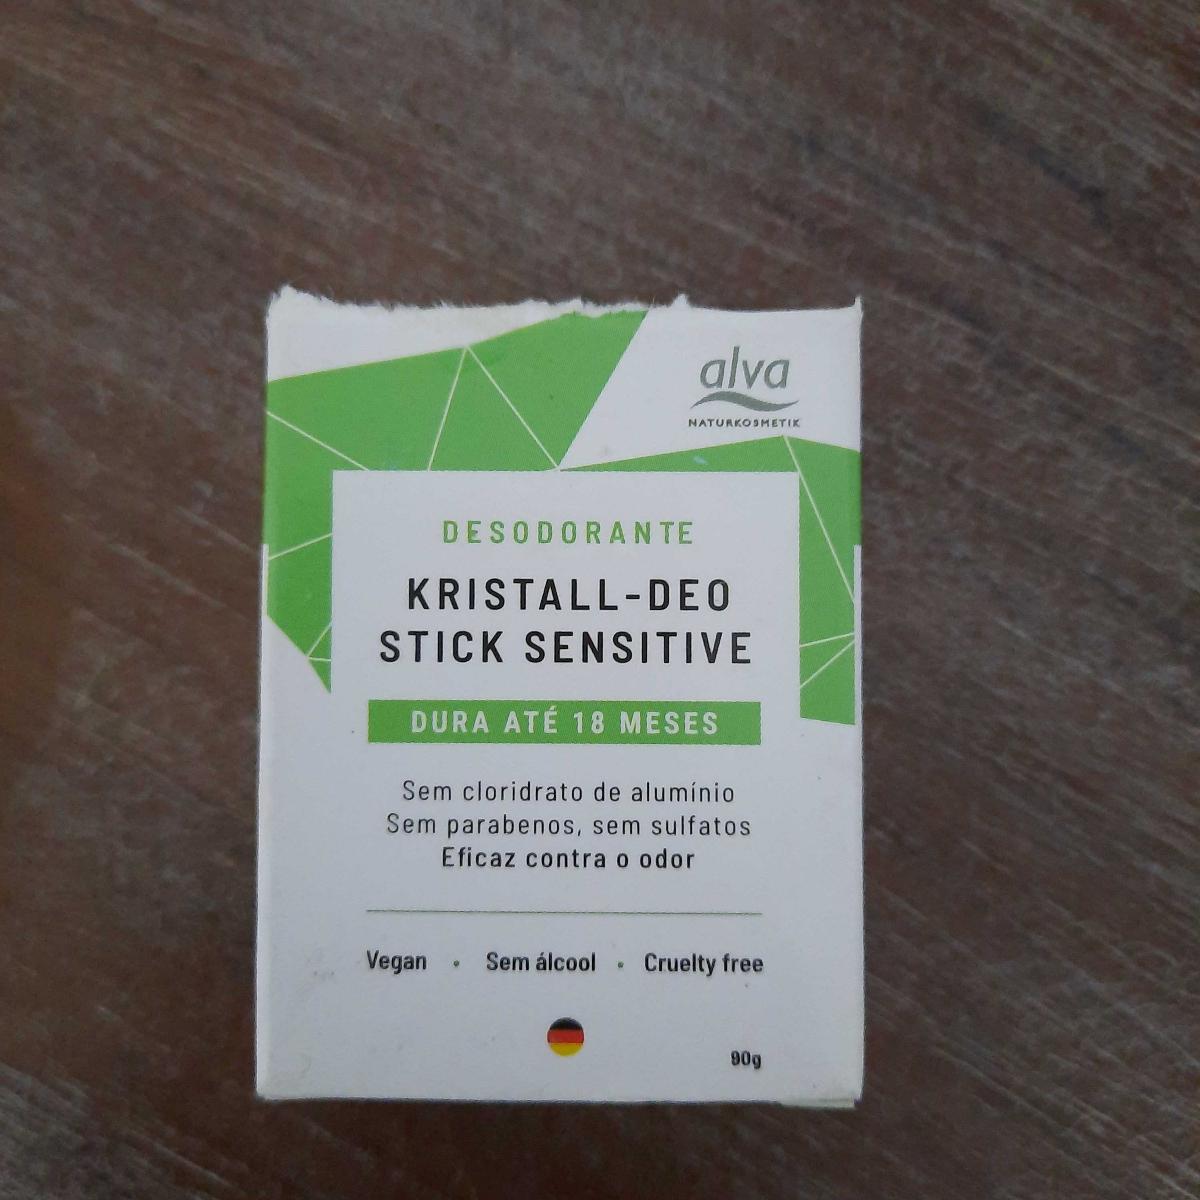 alva
NATURKOSMETIK
DESODORANTE
KRISTALL-DEO
STICK SENSITIVE
DURA ATÉ 18 MESES
Sem cloridrato de alumínio
Sem parabenos, sem sulfatos
Eficaz contra o odor
Vegan • Sem álcool • Cruelty free
90g